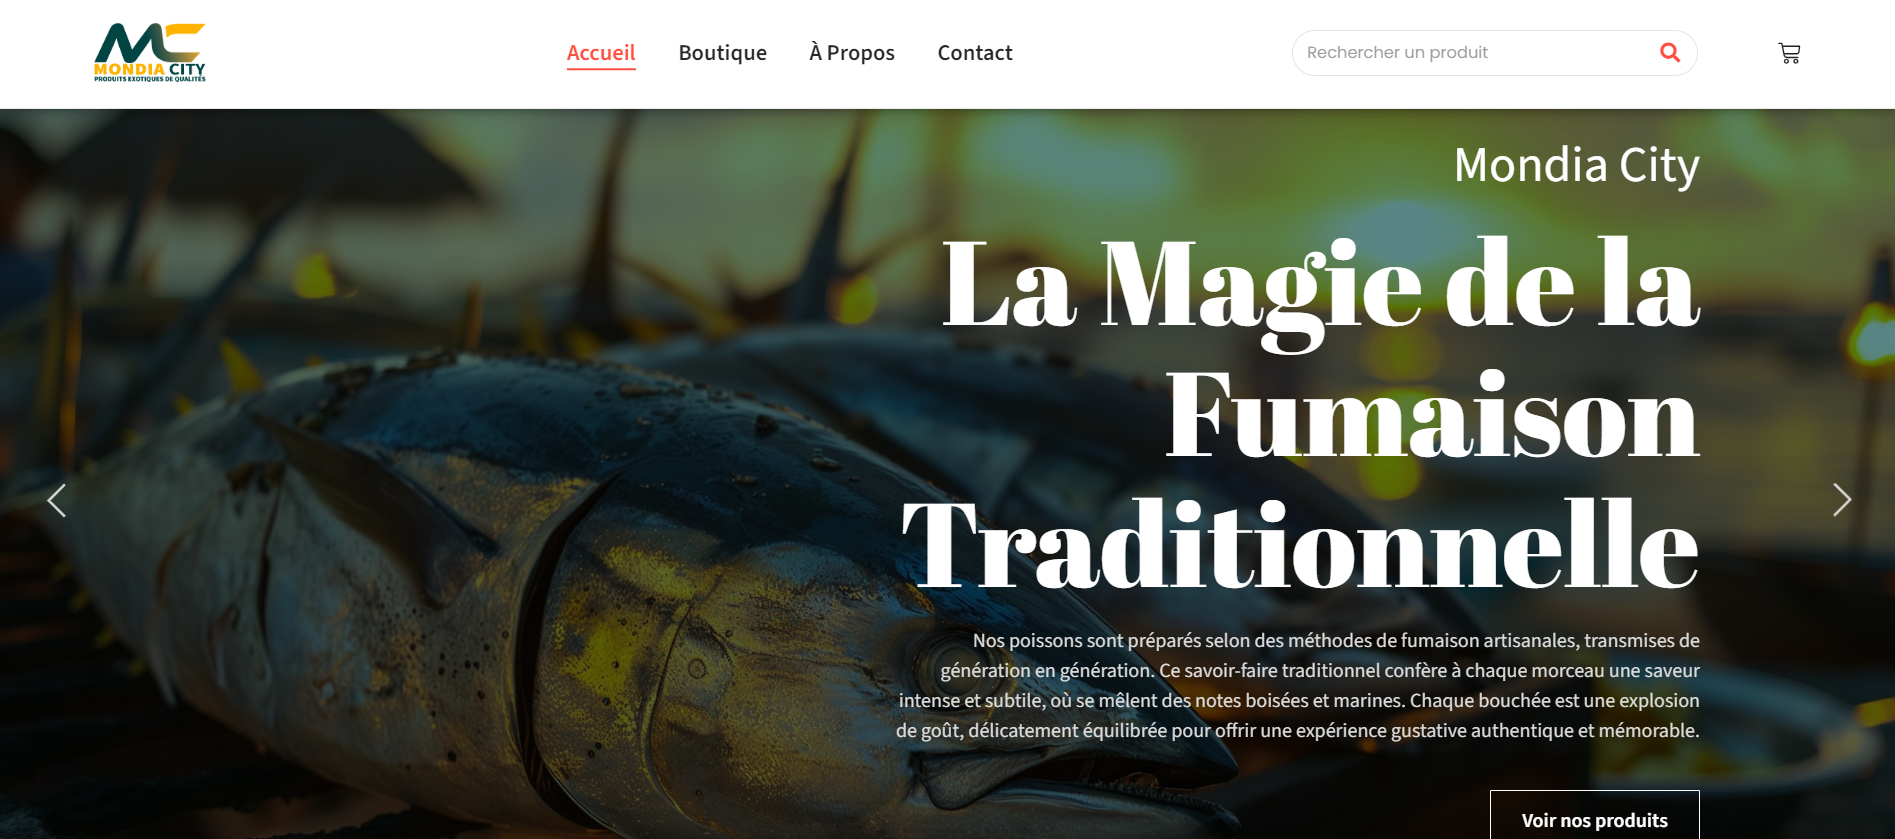 MONDIA CITY
PRODUITS EXOTIQUES DE QUALITÉS
Accueil
Boutique
À Propos
Contact
Rechercher un produit
Mondia City
La Magie de la
Fumaison
Traditionnelle
Nos poissons sont préparés selon des méthodes de fumaison artisanales, transmises de
génération en génération. Ce savoir-faire traditionnel confère à chaque morceau une saveur
intense et subtile, où se mêlent des notes boisées et marines. Chaque bouchée est une explosion
de goût, délicatement équilibrée pour offrir une expérience gustative authentique et mémorable.
Voir nos produits